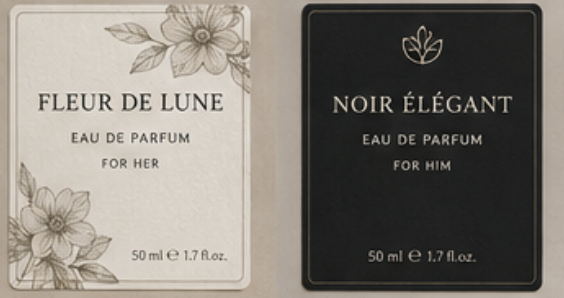 FLEUR DE LUNE
EAU DE PARFUM
FOR HER
50 ml ℮ 1.7 fl.oz.
NOIR ÉLÉGANT
EAU DE PARFUM
FOR HIM
50 ml ℮ 1.7 fl.oz.